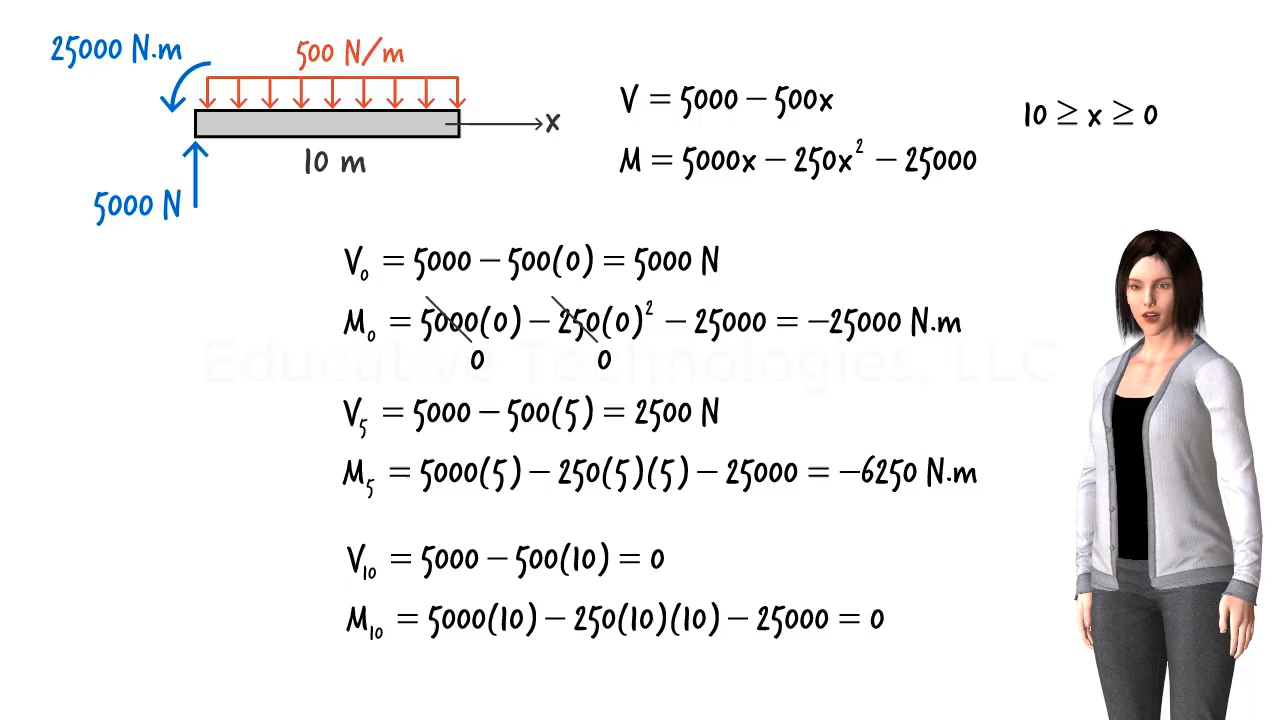 25000 N.m
500 N/m
x
10 m
5000 N
V = 5000 − 500x
10 ≥ x ≥ 0
M = 5000x − 250x² − 25000
V₀ = 5000 − 500(0) = 5000 N
M₀ = 5000(0) − 250(0)² − 25000 = −25000 N.m
0 0
Educative Technologies, LLC
V₅ = 5000 − 500(5) = 2500 N
M₅ = 5000(5) − 250(5)(5) − 25000 = −6250 N.m
V₁₀ = 5000 − 500(10) = 0
M₁₀ = 5000(10) − 250(10)(10) − 25000 = 0